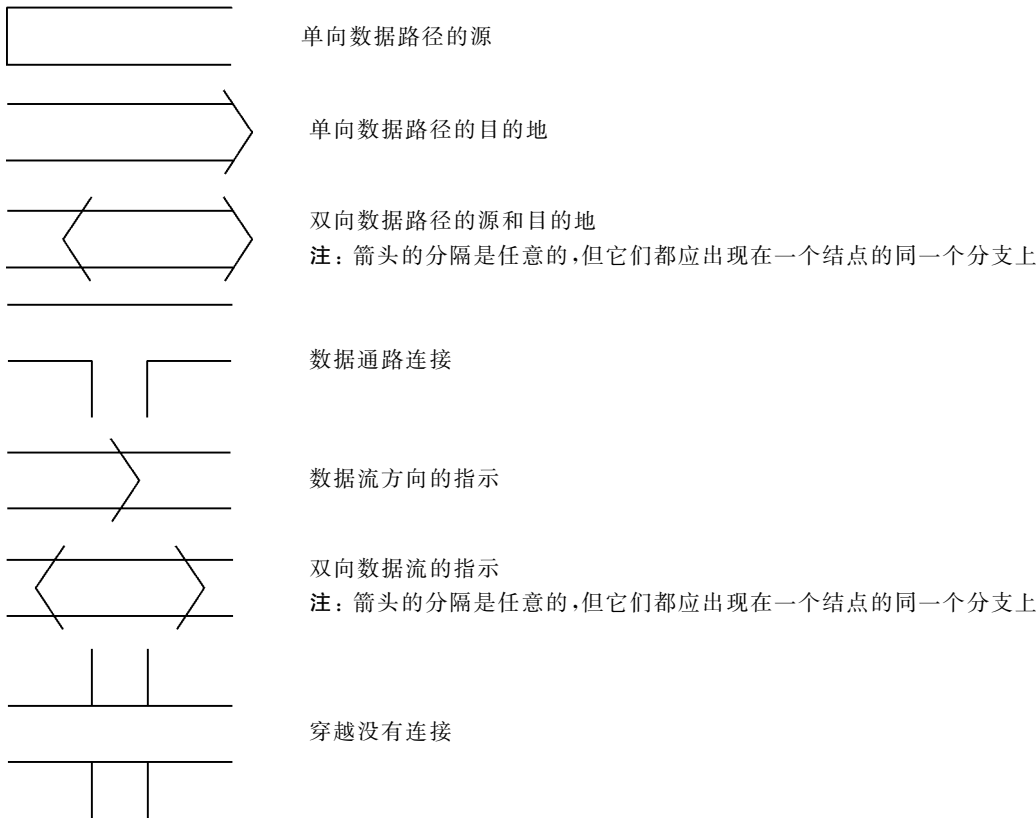 单向数据路径的源
单向数据路径的目的地
双向数据路径的源和目的地
注：箭头的分隔是任意的,但它们都应出现在一个结点的同一个分支上
数据通路连接
数据流方向的指示
双向数据流的指示
注：箭头的分隔是任意的,但它们都应出现在一个结点的同一个分支上
穿越没有连接